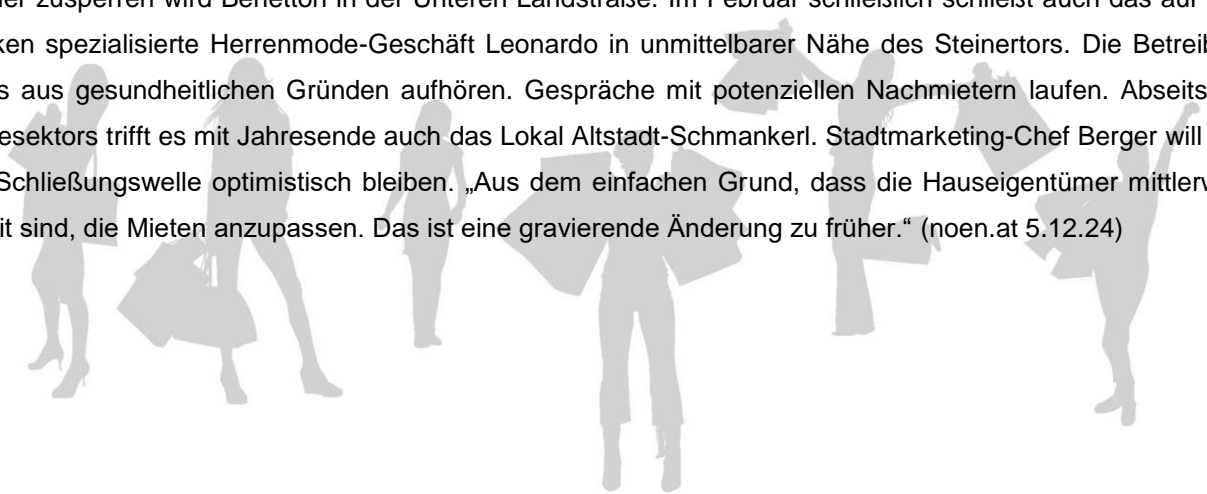 er zusperren wird Benetton in der Unteren Landstraße. Im Februar schließlich schließt auch das auf
ken spezialisierte Herrenmode-Geschäft Leonardo in unmittelbarer Nähe des Steinertors. Die Betreib
s aus gesundheitlichen Gründen aufhören. Gespräche mit potenziellen Nachmietern laufen. Abseits
esektors trifft es mit Jahresende auch das Lokal Altstadt-Schmankerl. Stadtmarketing-Chef Berger will
Schließungswelle optimistisch bleiben. „Aus dem einfachen Grund, dass die Hauseigentümer mittlerw
it sind, die Mieten anzupassen. Das ist eine gravierende Änderung zu früher.“ (noen.at 5.12.24)